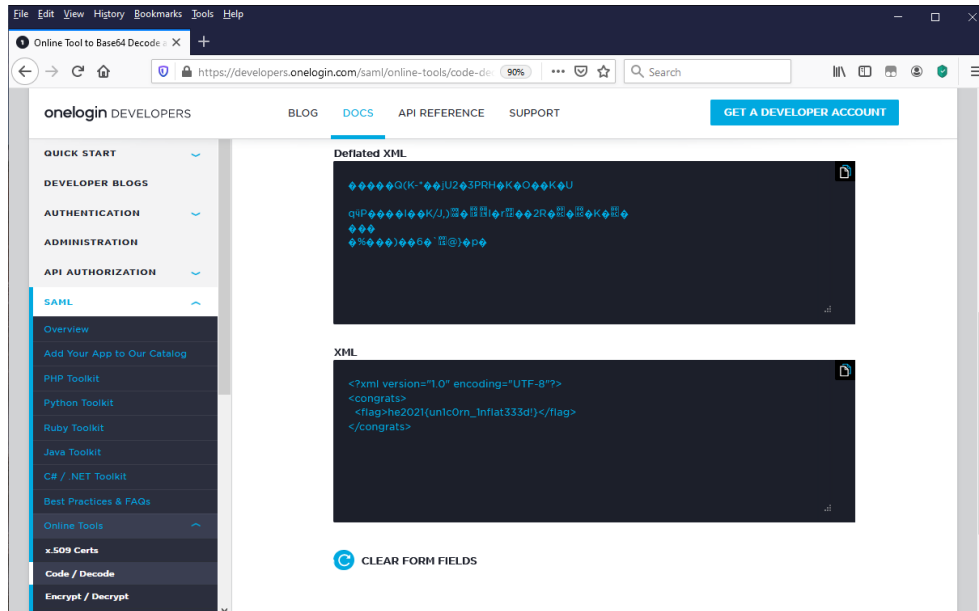 File Edit View History Bookmarks Tools Help
Online Tool to Base64 Decode a
https://developers.onelogin.com/saml/online-tools/code-dec 90% Search
onelogin DEVELOPERS BLOG DOCS API REFERENCE SUPPORT GET A DEVELOPER ACCOUNT
QUICK START
DEVELOPER BLOGS
AUTHENTICATION
ADMINISTRATION
API AUTHORIZATION
SAML
Overview
Add Your App to Our Catalog
PHP Toolkit
Python Toolkit
Ruby Toolkit
Java Toolkit
C# / .NET Toolkit
Best Practices & FAQs
Online Tools
x.509 Certs
Code / Decode
Encrypt / Decrypt
Deflated XML
�����Q(K-*��jU2�3PRH�K�O��K�U
XML
<?xml version="1.0" encoding="UTF-8"?>
<congrats>
<flag>he2021{un1c0rn_1nflat333d!}</flag>
</congrats>
CLEAR FORM FIELDS